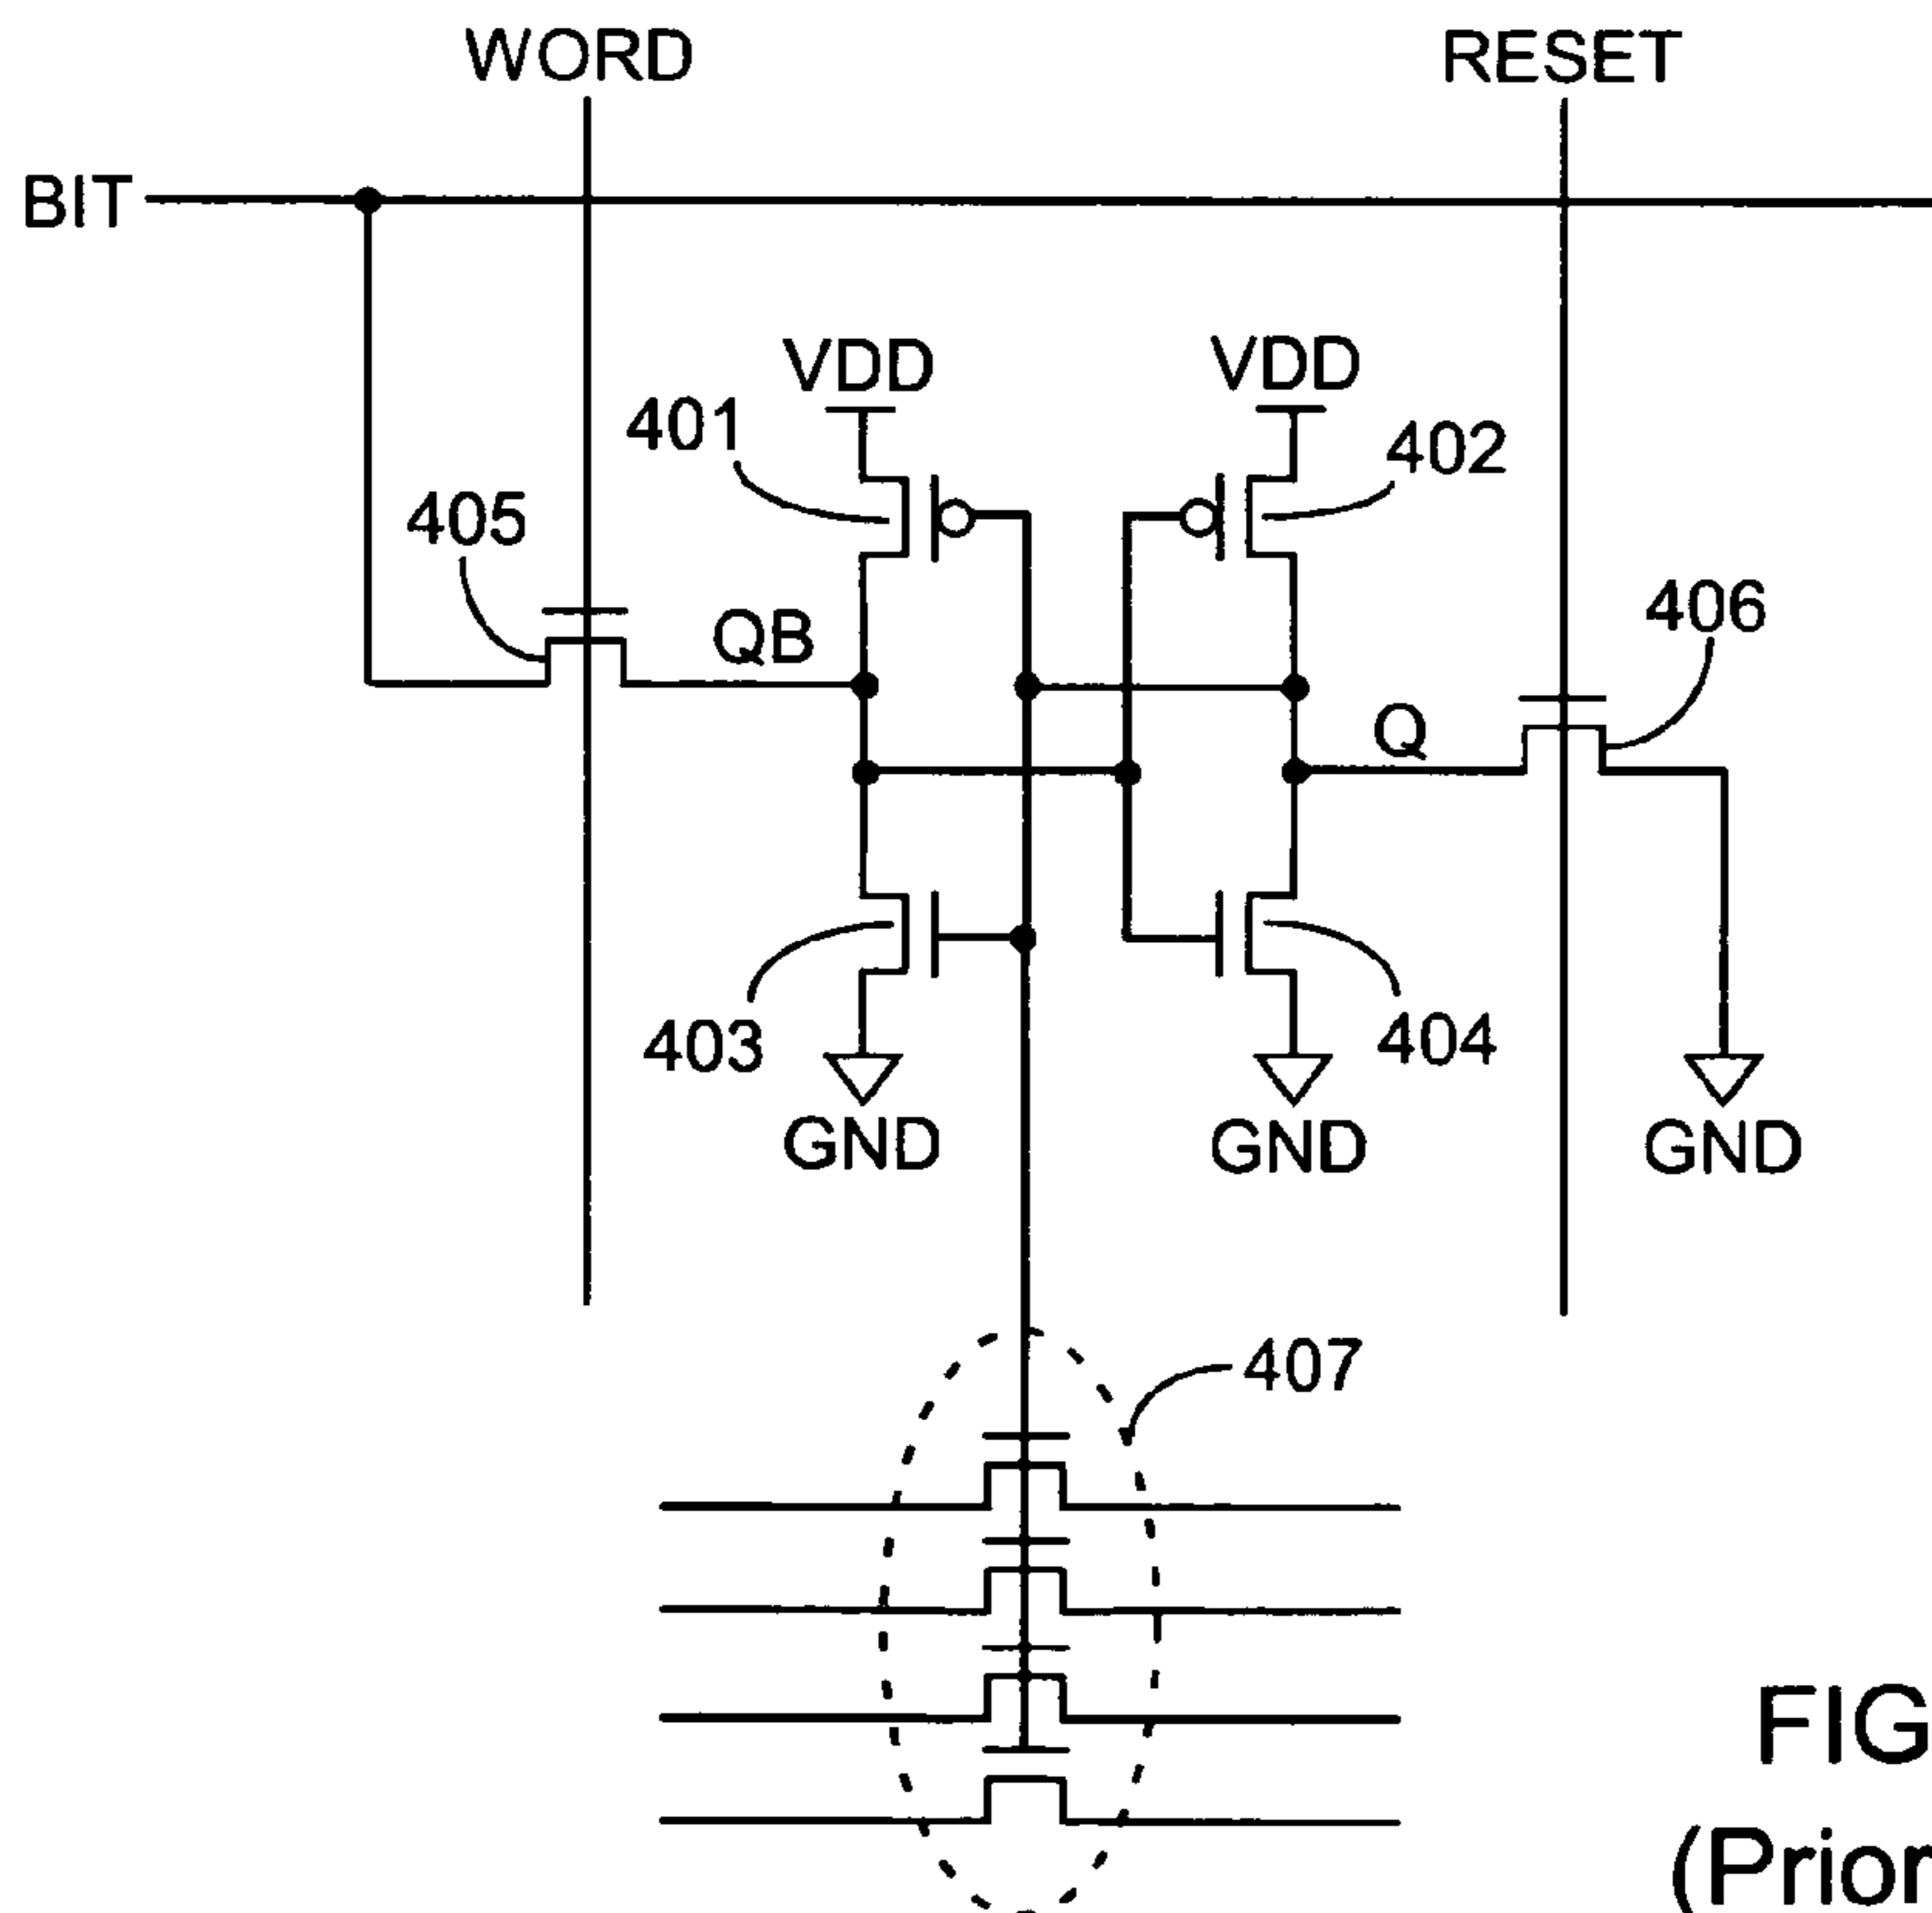 WORD
RESET
BIT
VDD
VDD
401
402
405
406
QB
Q
403
404
GND
GND
GND
407
FIG
(Prior